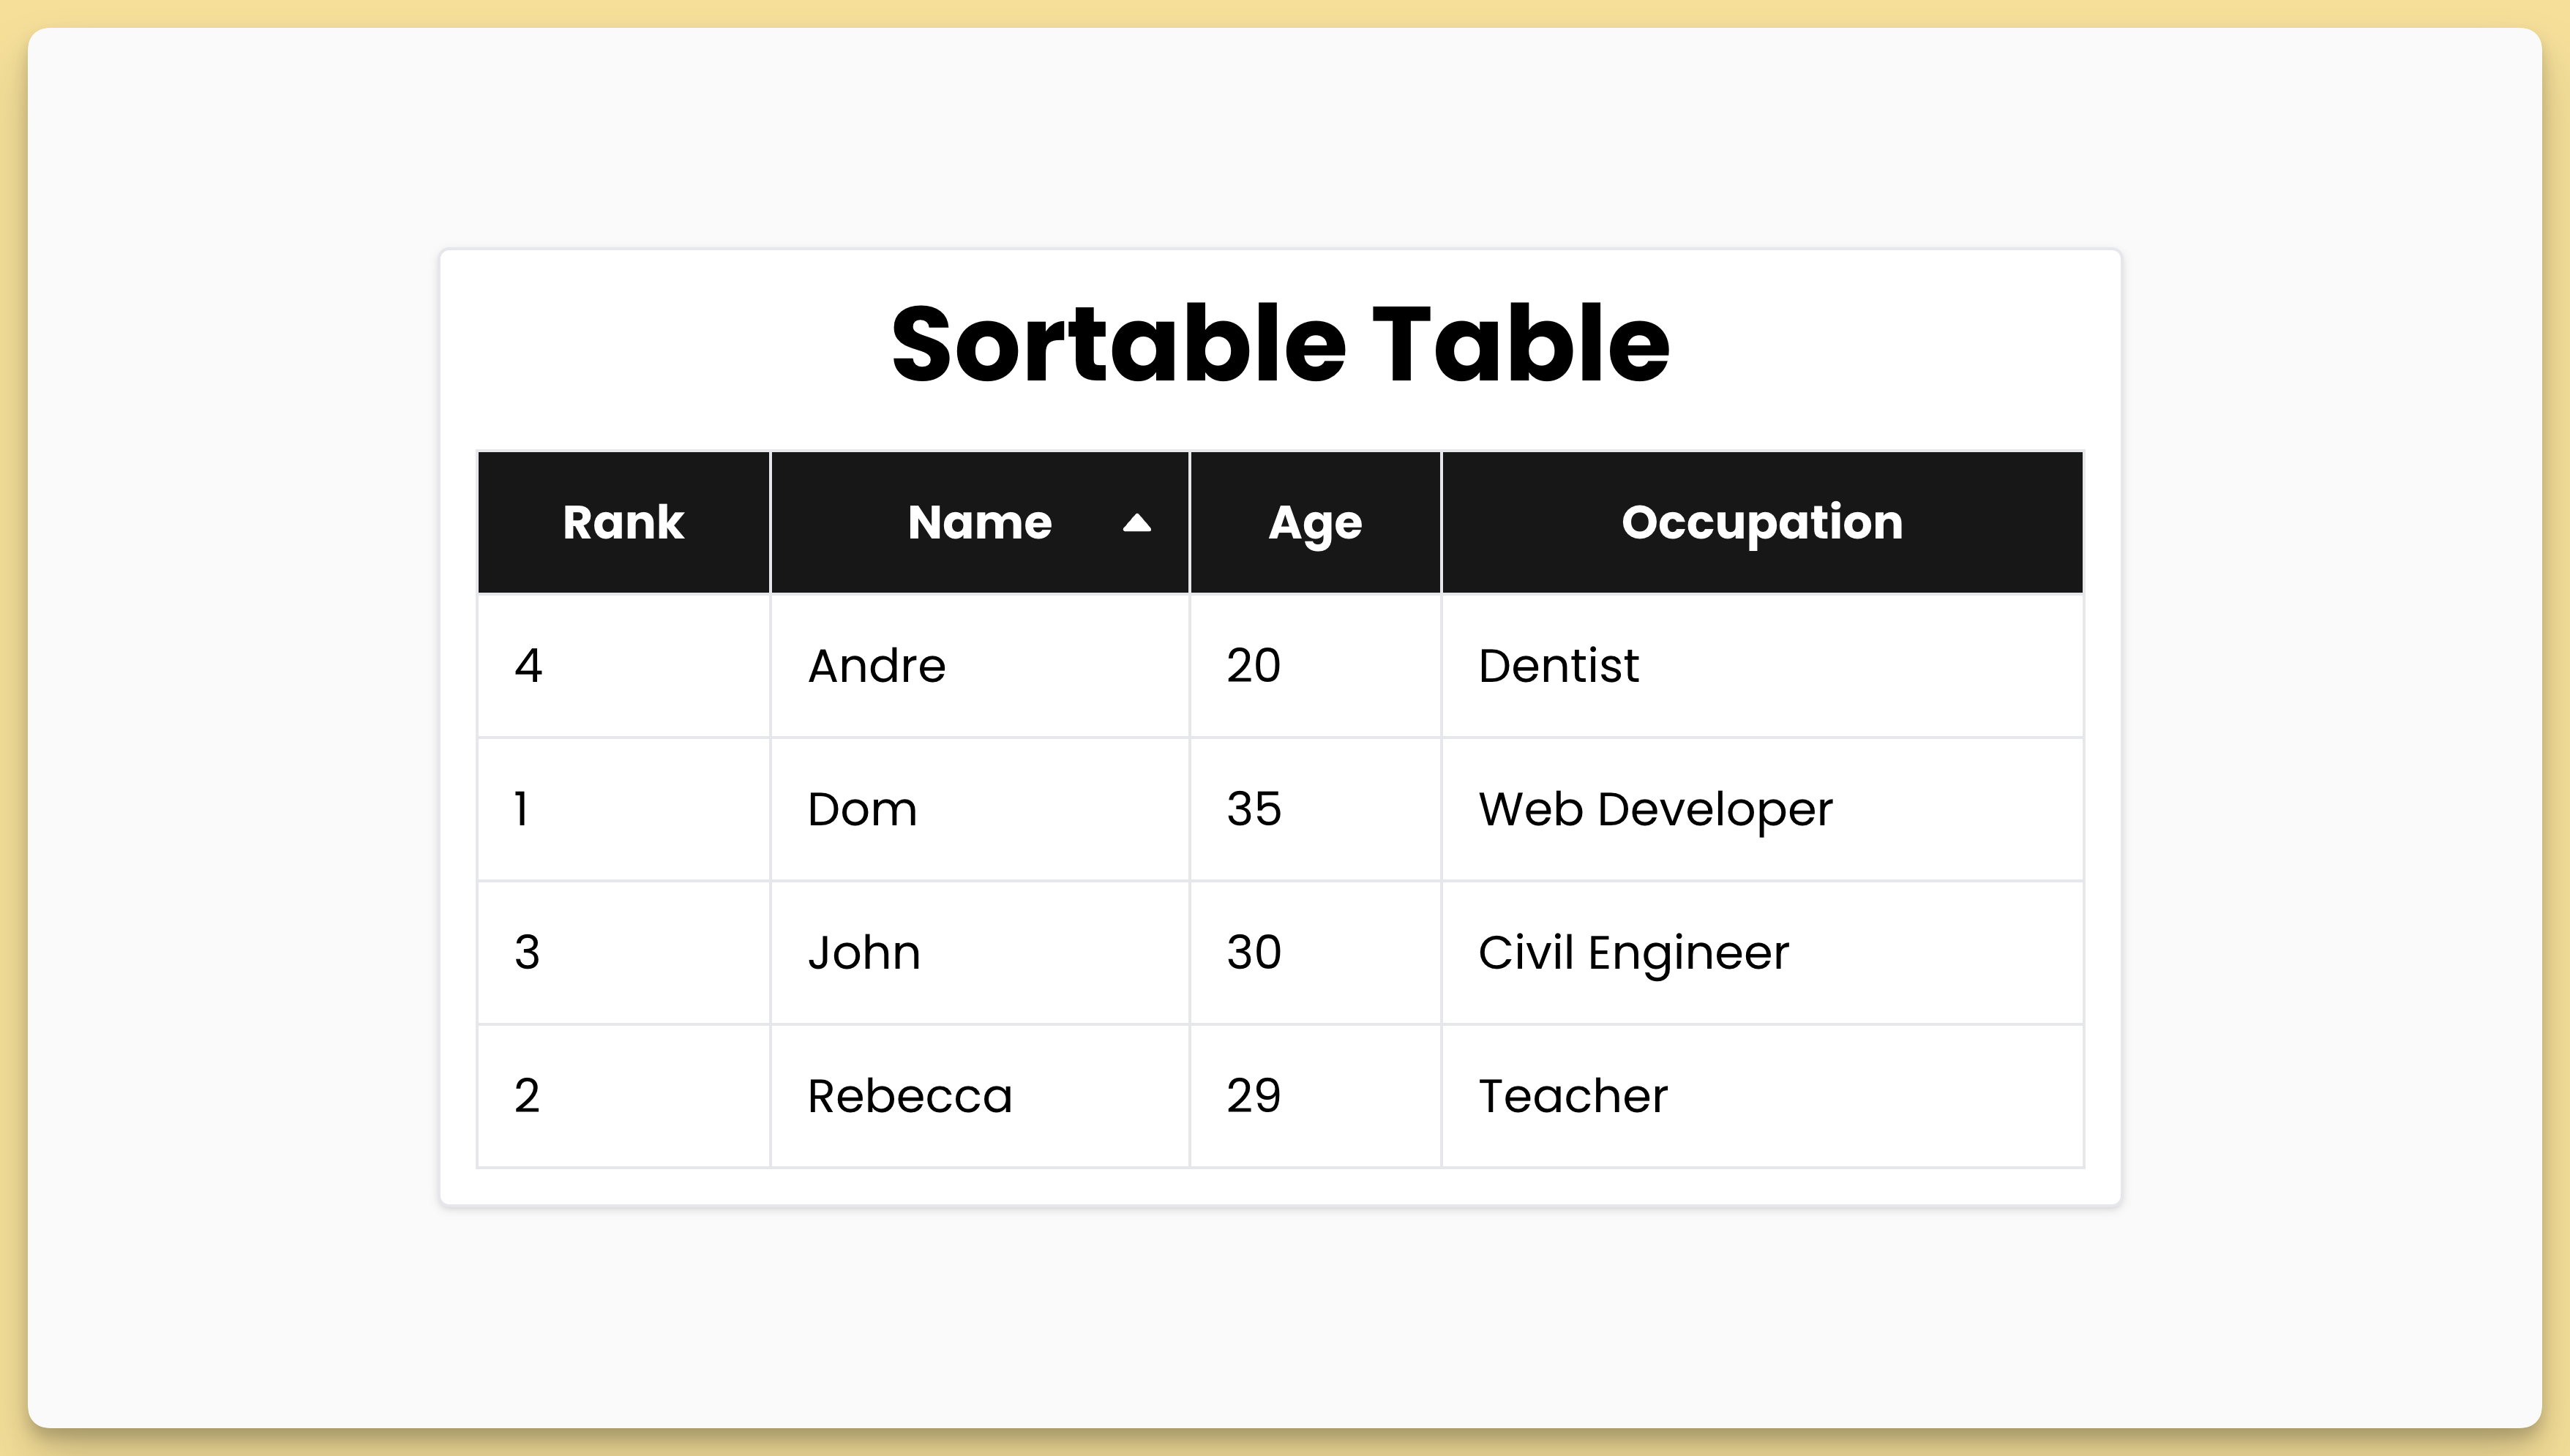 Sortable Table
Rank Name Age Occupation
4 Andre 20 Dentist
1 Dom 35 Web Developer
3 John 30 Civil Engineer
2 Rebecca 29 Teacher